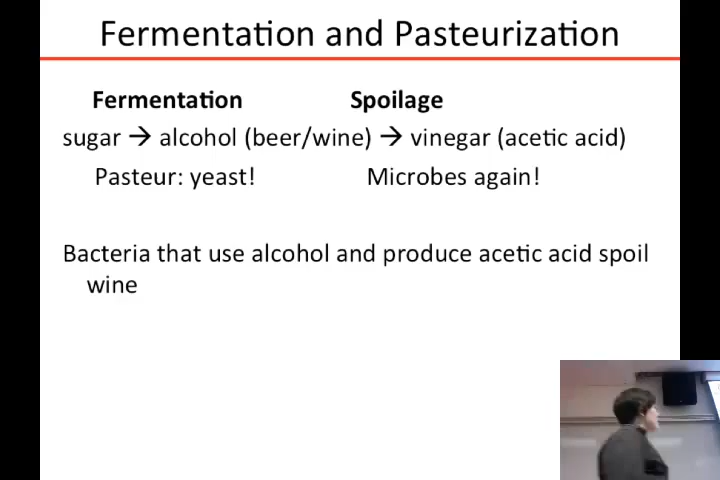 Fermentation and Pasteurization
Fermentation Spoilage
sugar → alcohol (beer/wine) → vinegar (acetic acid)
Pasteur: yeast! Microbes again!
Bacteria that use alcohol and produce acetic acid spoil
wine